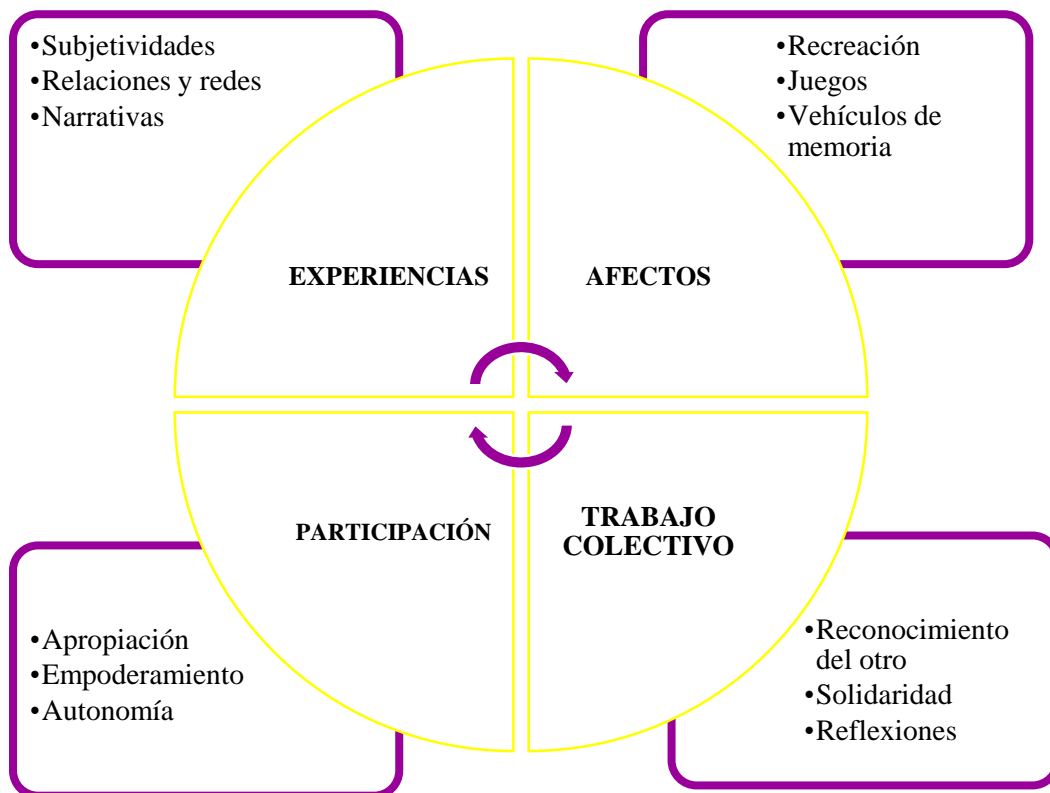 •Subjetividades
•Relaciones y redes
•Narrativas
•Recreación
•Juegos
•Vehículos de
memoria
EXPERIENCIAS
AFECTOS
PARTICIPACIÓN
TRABAJO
COLECTIVO
•Apropiación
•Empoderamiento
•Autonomía
•Reconocimiento
del otro
•Solidaridad
•Reflexiones